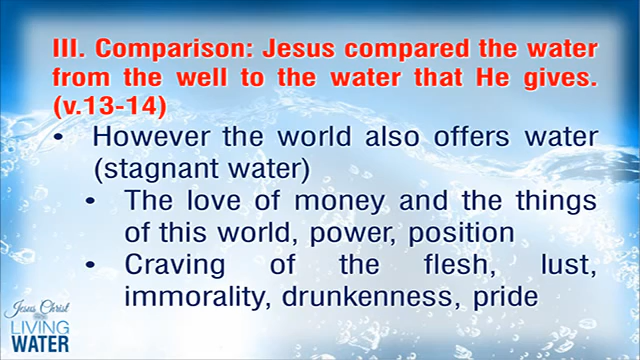 III. Comparison: Jesus compared the water
from the well to the water that He gives.
(v.13-14)
• However the world also offers water
(stagnant water)
• The love of money and the things
of this world, power, position
• Craving of the flesh, lust,
immorality, drunkenness, pride
Jesus Christ
LIVING
WATER